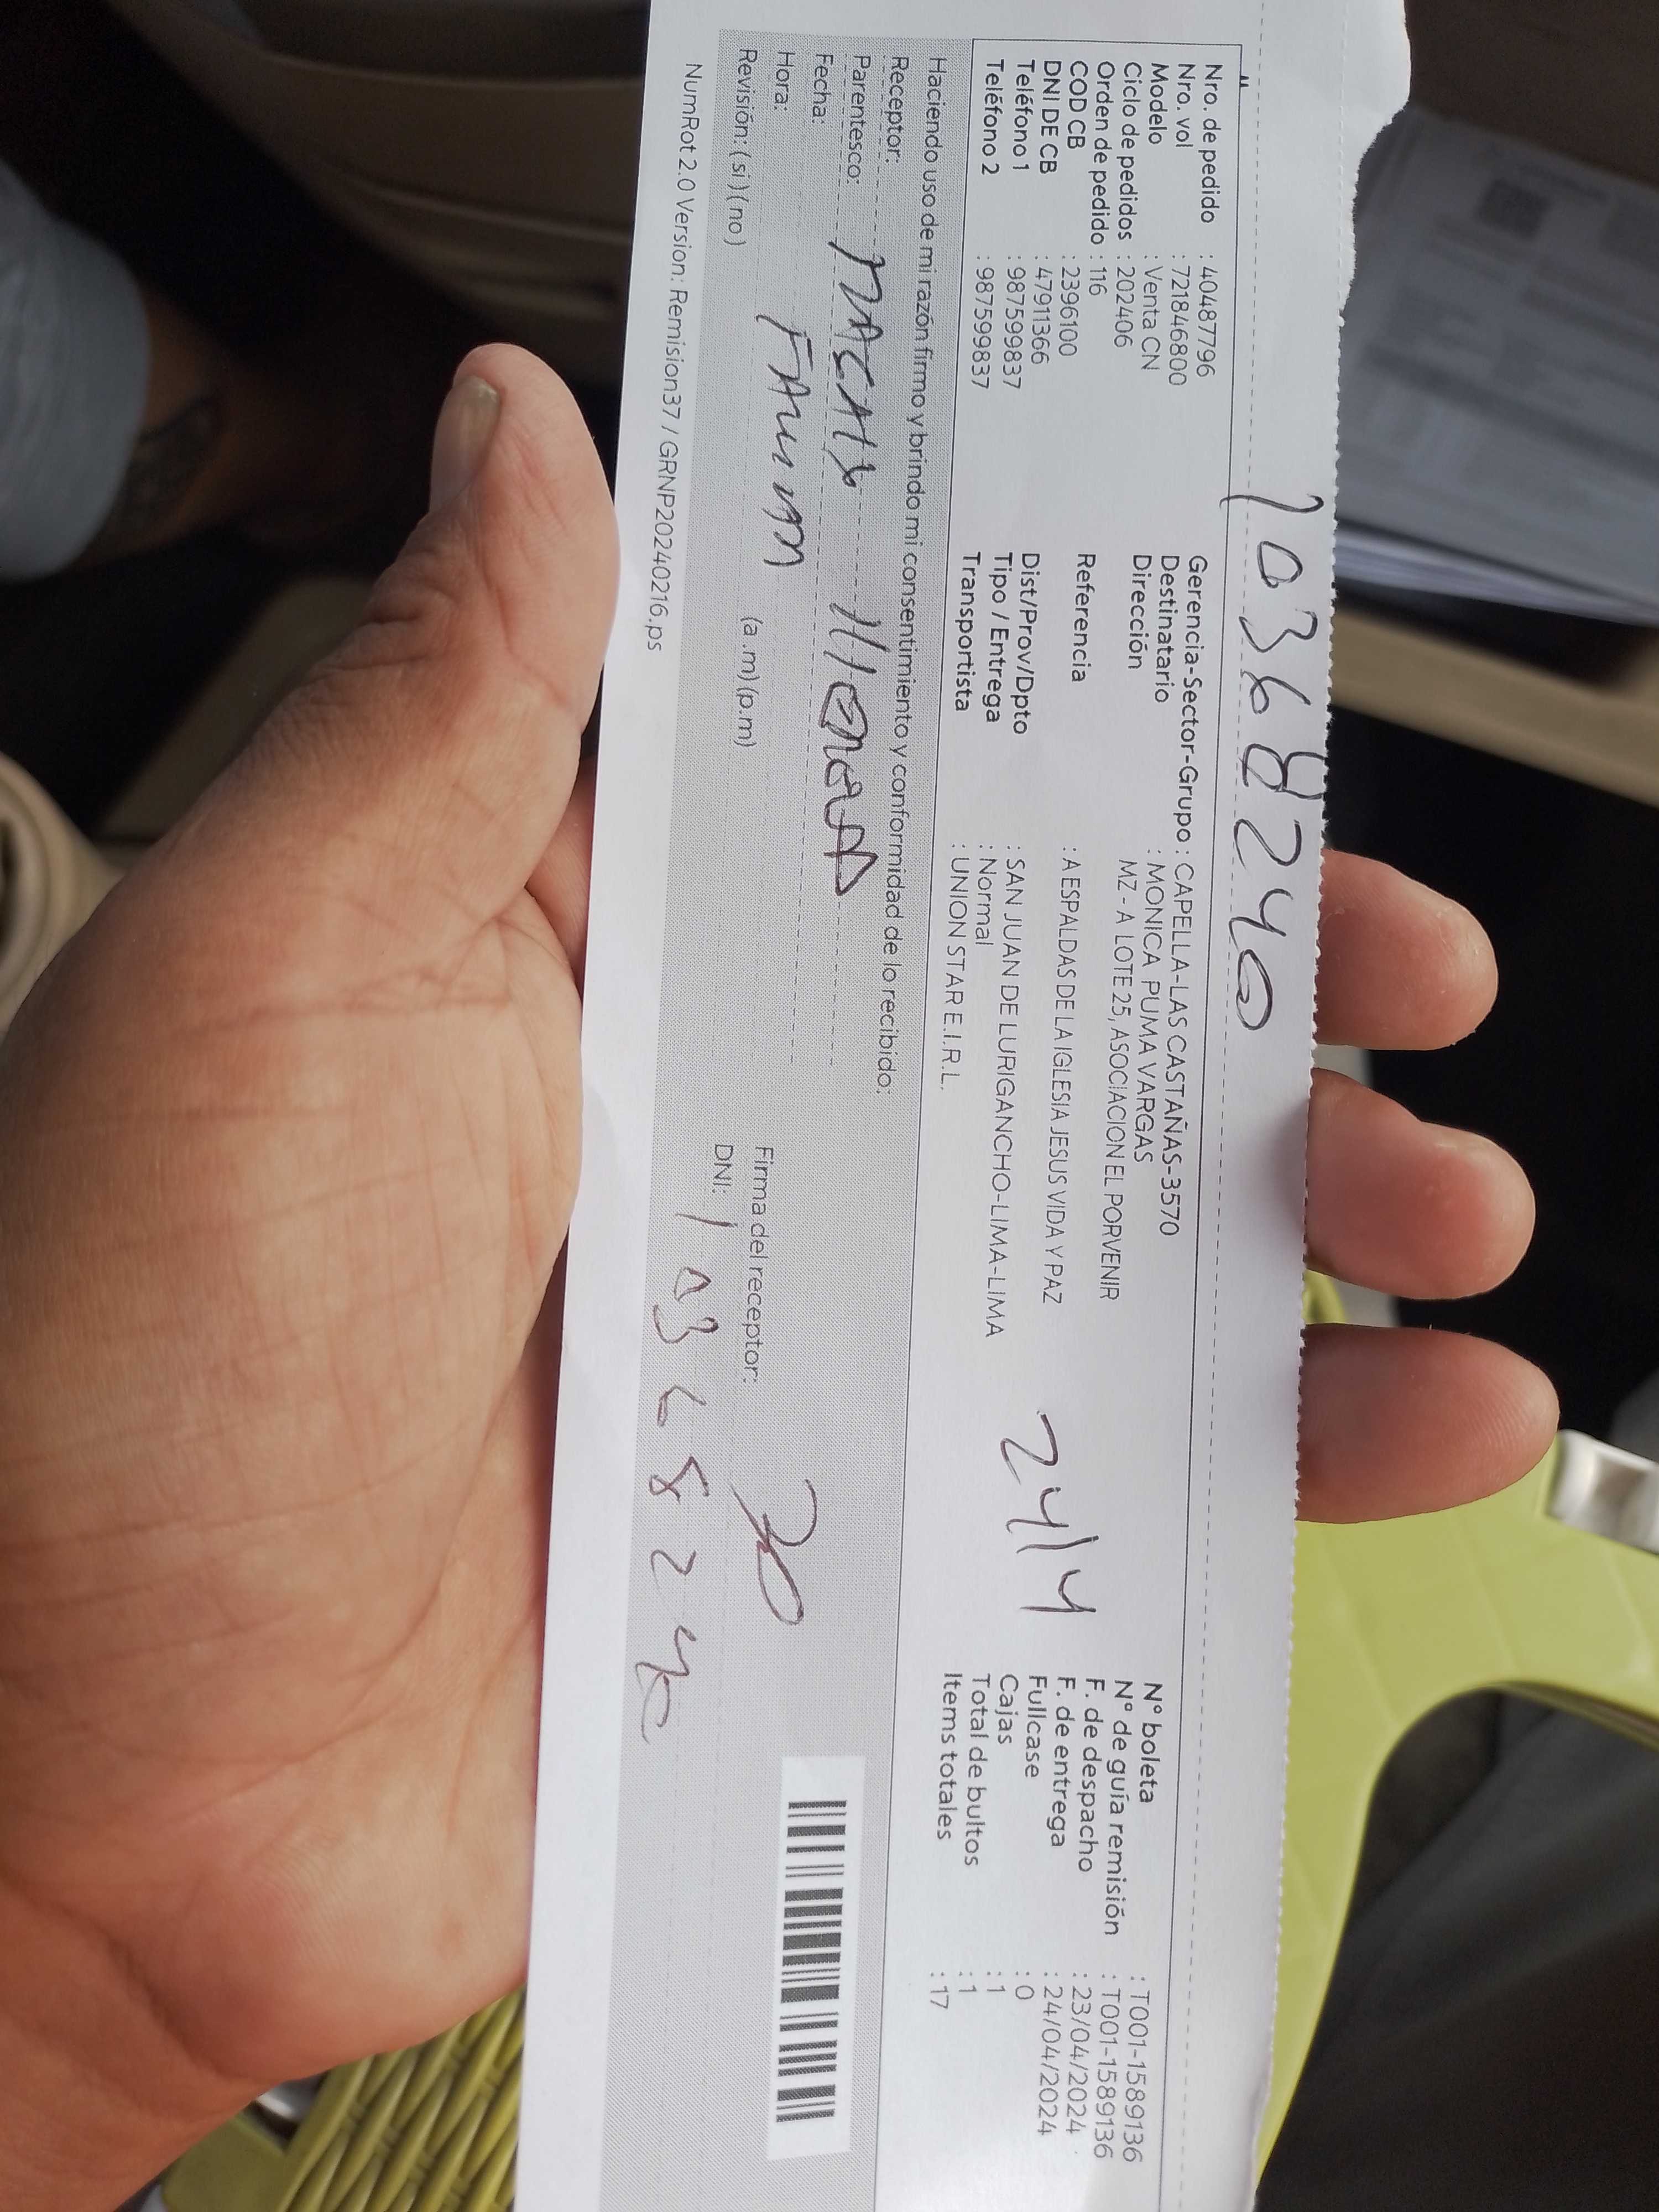 10368240
Nro. de pedido : 40487796
Nro. vol : 721846800
Modelo : Venta CN
Ciclo de pedidos : 202406
Orden de pedido : 116
COD CB : 2396100
DNI DE CB : 47911366
Teléfono 1 : 987599837
Teléfono 2 : 987599837
Gerencia-Sector-Grupo : CAPELLA-LAS CASTAÑAS-3570
Destinatario : MONICA PUMA VARGAS
Dirección MZ - A LOTE 25, ASOCIACION EL PORVENIR
Referencia : A ESPALDAS DE LA IGLESIA JESUS VIDA Y PAZ
Dist/Prov/Dpto : SAN JUAN DE LURIGANCHO-LIMA-LIMA
Tipo / Entrega : Normal
Transportista : UNION STAR E.I.R.L.
24/4
N° boleta : T001-1589136
N° de guía remisión : T001-1589136
F. de despacho : 23/04/2024
F. de entrega : 24/04/2024
Fullcase : 0
Cajas : 1
Total de bultos : 1
Items totales : 17
Haciendo uso de mi razón firmo y brindo mi consentimiento y conformidad de lo recibido:
Receptor:
Parentesco:
Fecha:
Hora: (a.m) (p.m)
Revisión: (si) (no)
Firma del receptor:
DNI: 10368240
NumRot 2.0 Version: Remision37 / GRNP20240216.ps